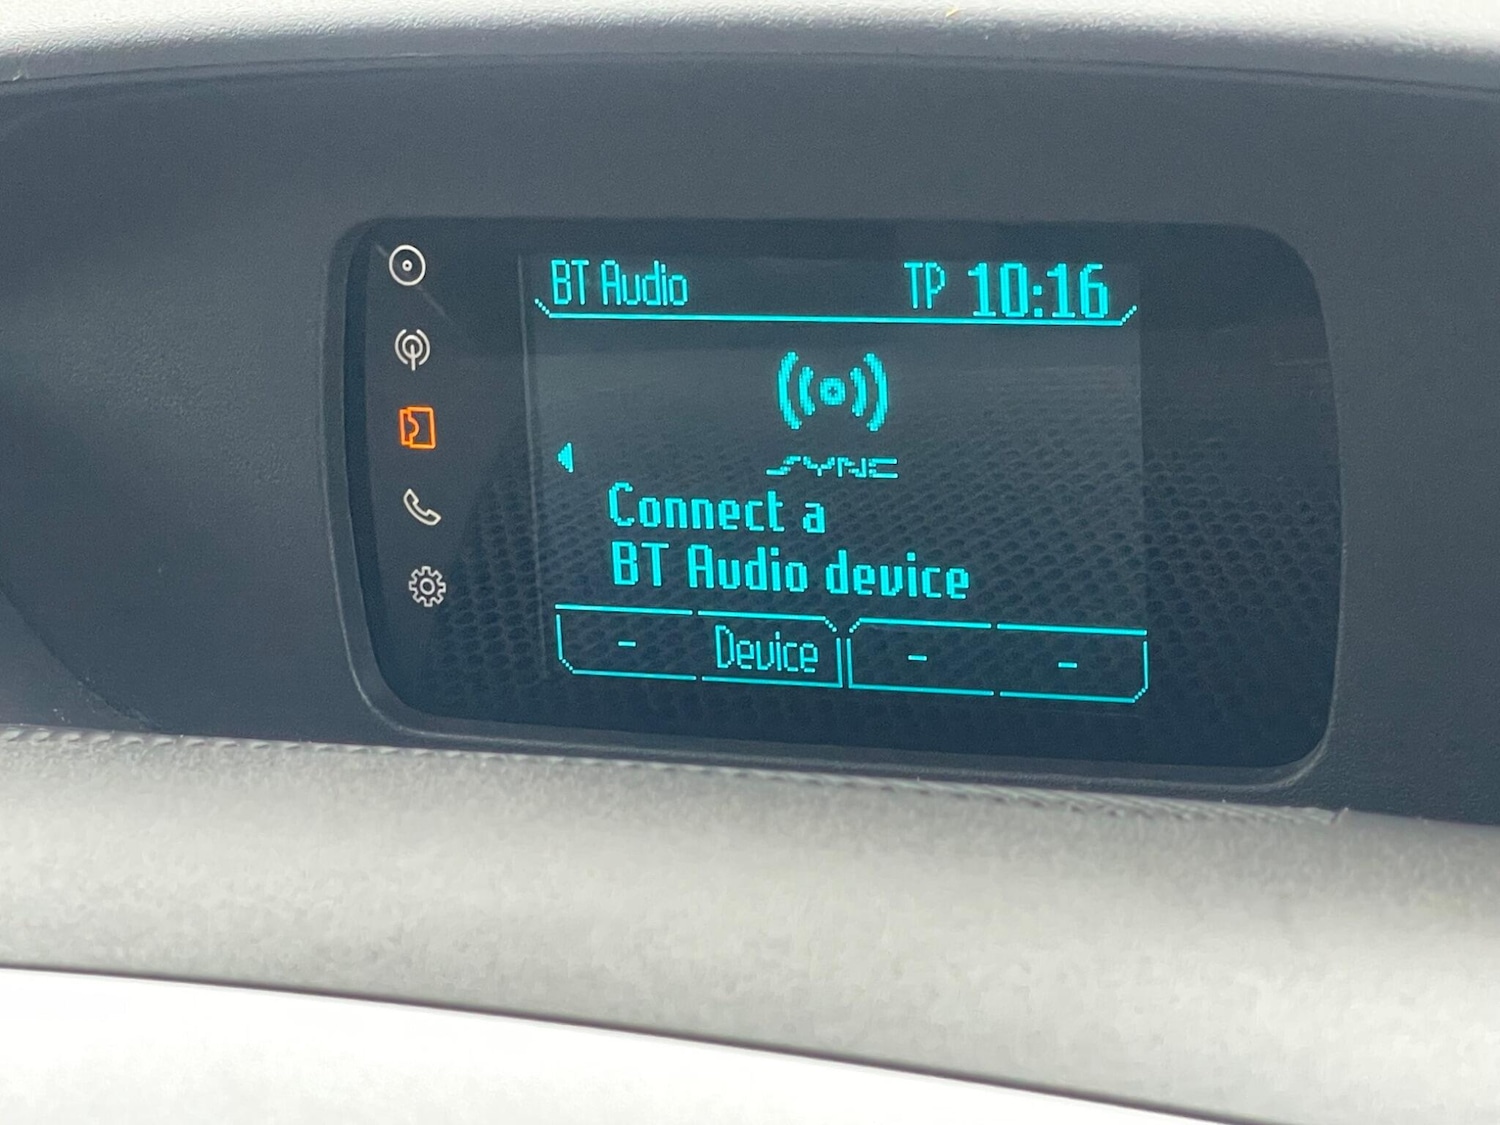 BT Audio TP 10:16
SYNC
Connect a
BT Audio device
- Device - -